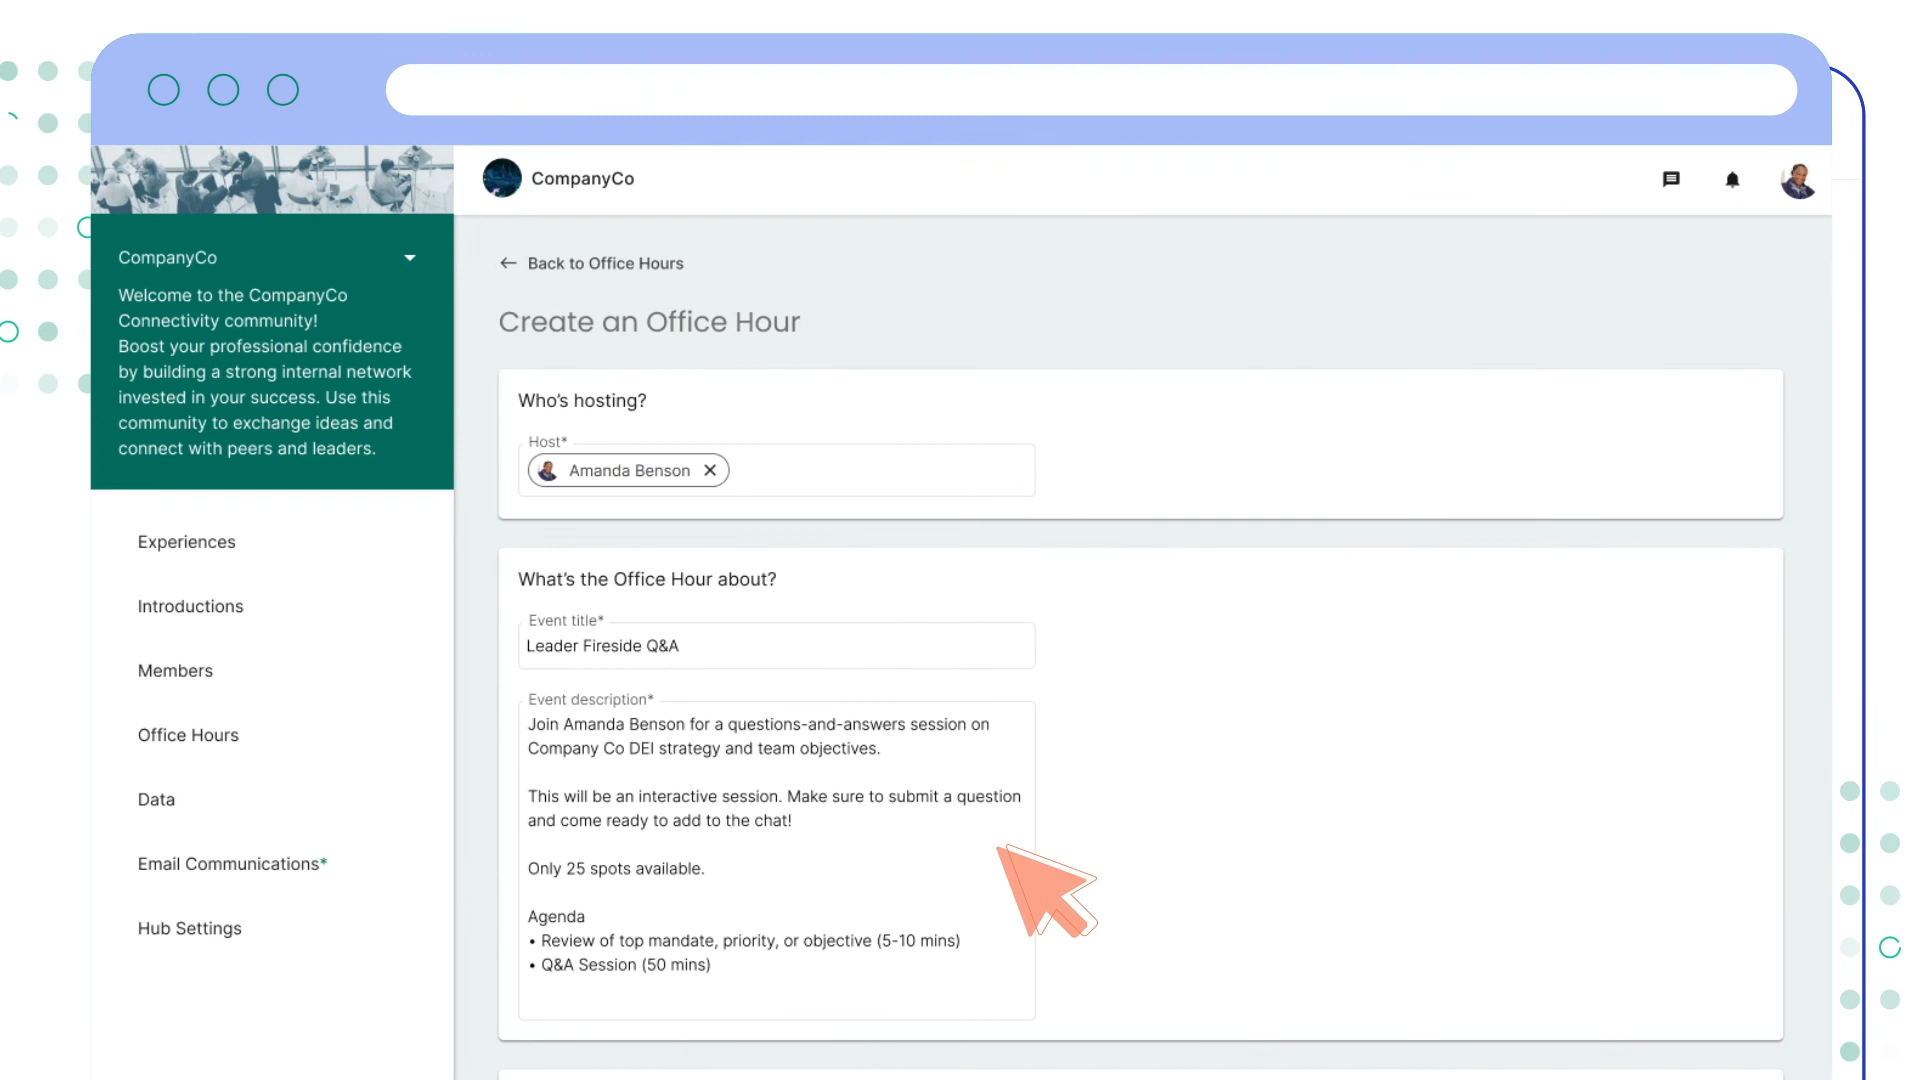 CompanyCo
CompanyCo
Welcome to the CompanyCo
Connectivity community!
Boost your professional confidence
by building a strong internal network
invested in your success. Use this
community to exchange ideas and
connect with peers and leaders.
Experiences
Introductions
Members
Office Hours
Data
Email Communications*
Hub Settings
Back to Office Hours
Create an Office Hour
Who’s hosting?
Host*
Amanda Benson
What’s the Office Hour about?
Event title*
Leader Fireside Q&A
Event description*
Join Amanda Benson for a questions-and-answers session on
Company Co DEI strategy and team objectives.
This will be an interactive session. Make sure to submit a question
and come ready to add to the chat!
Only 25 spots available.
Agenda
• Review of top mandate, priority, or objective (5-10 mins)
• Q&A Session (50 mins)